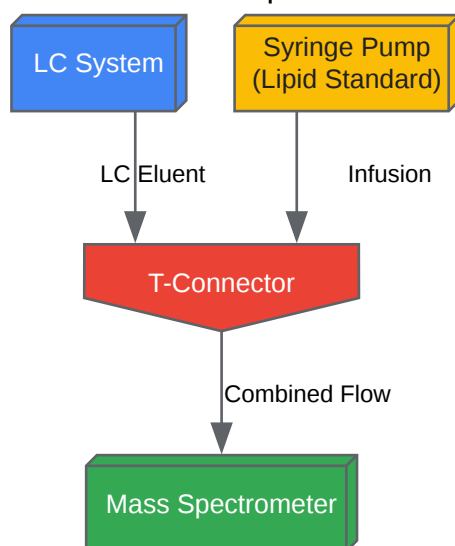 LC System
Syringe Pump
(Lipid Standard)
LC Eluent
Infusion
T-Connector
Combined Flow
Mass Spectrometer